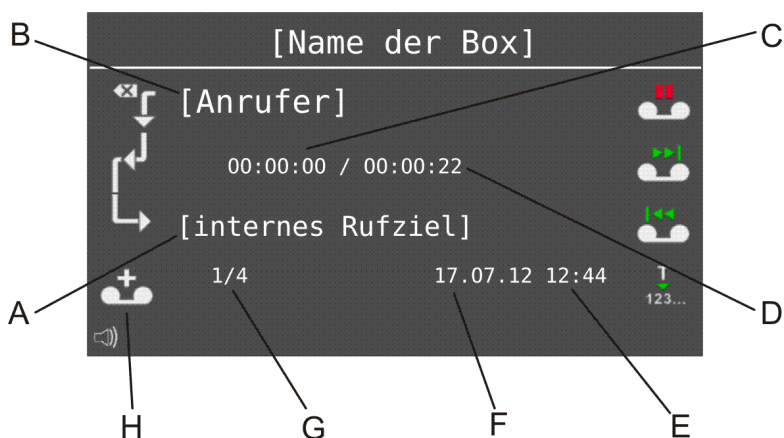 B
C
[Name der Box]
[Anrufer]
00:00:00 / 00:00:22
[internes Rufziel]
1/4
17.07.12 12:44
1
123...
A
D
H
G
F
E